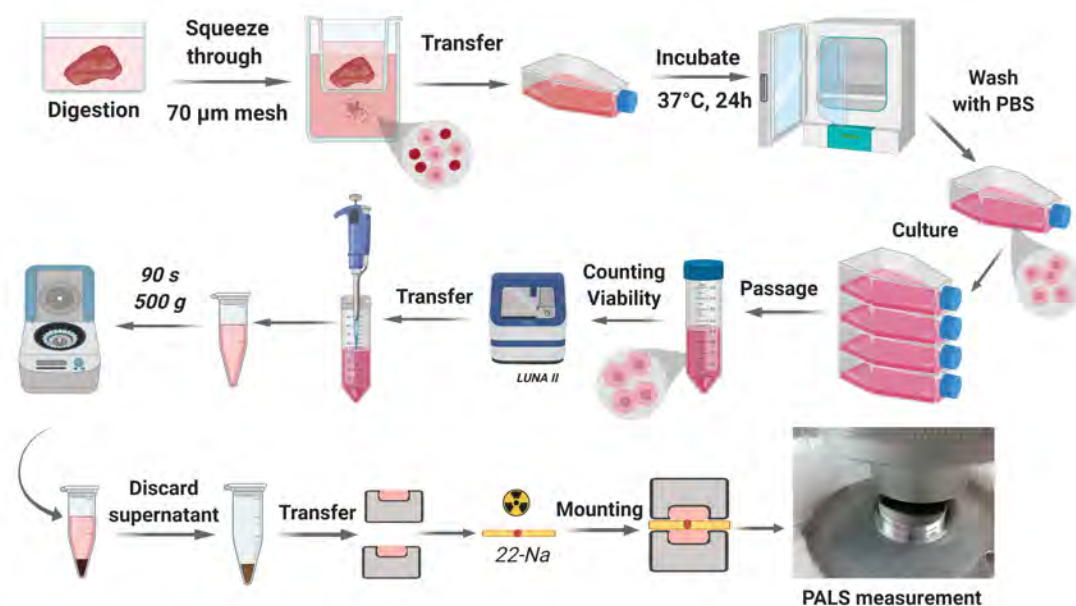 Digestion
Squeeze
through
70 µm mesh
Transfer
Incubate
37°C, 24h
Wash
with PBS
Culture
Passage
Counting
Viability
LUNA II
Transfer
90 s
500 g
Discard
supernatant
Transfer
22-Na
Mounting
PALS measurement